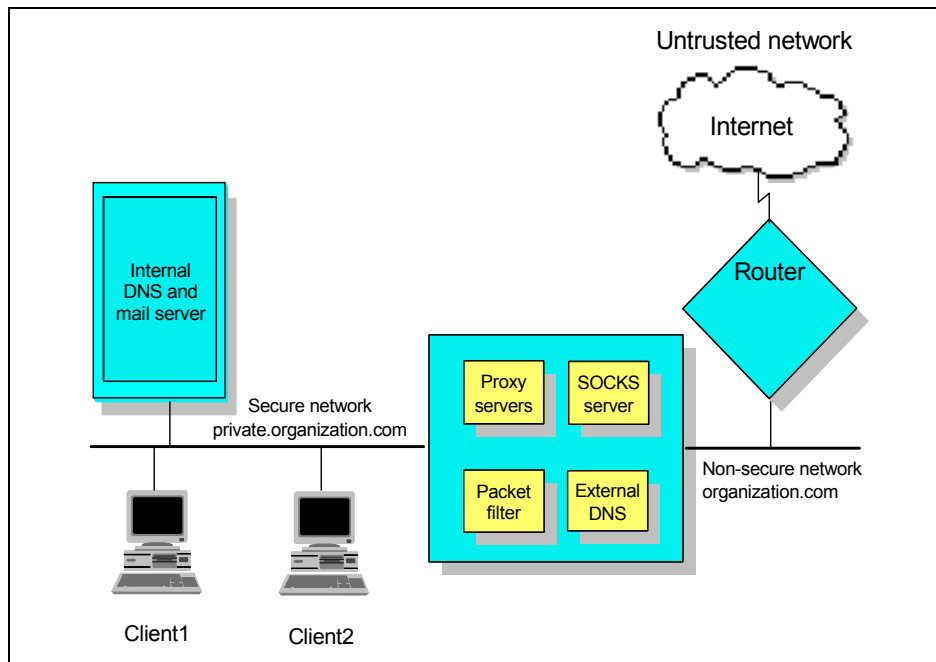 Untrusted network
Internet
Router
Internal
DNS and
mail server
Proxy
servers
SOCKS
server
Secure network
private.organization.com
Packet
filter
External
DNS
Non-secure network
organization.com
Client1
Client2